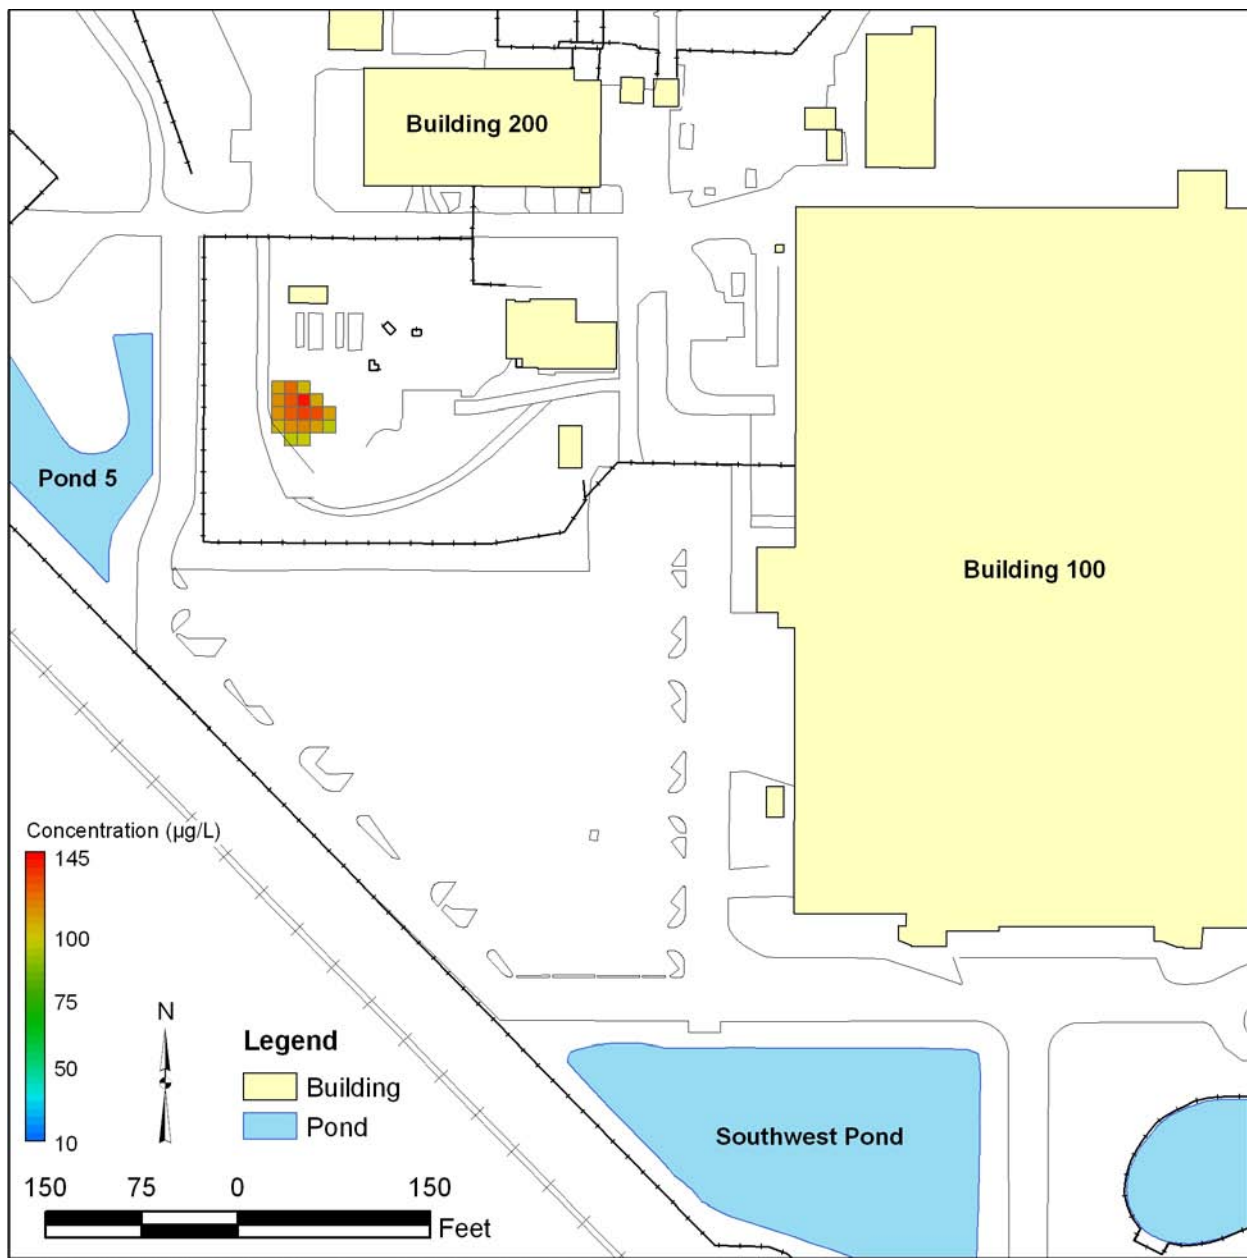 Building 200
Pond 5
Building 100
Concentration (µg/L)
145
100
75
50
10
N
Legend
Building
Pond
Southwest Pond
150 75 0 150
Feet